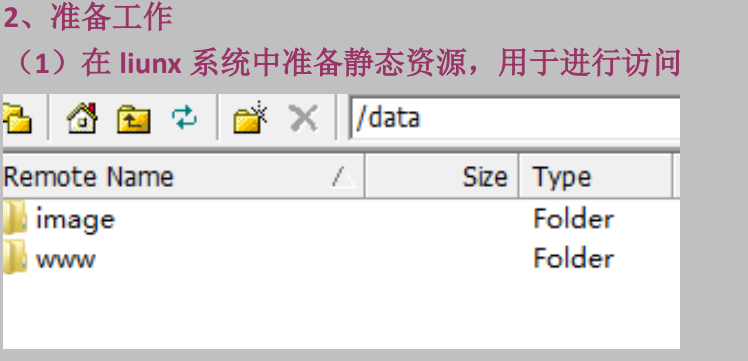 2、准备工作
（1）在 liunx 系统中准备静态资源，用于进行访问
/data
Remote Name Size Type
image Folder
www Folder